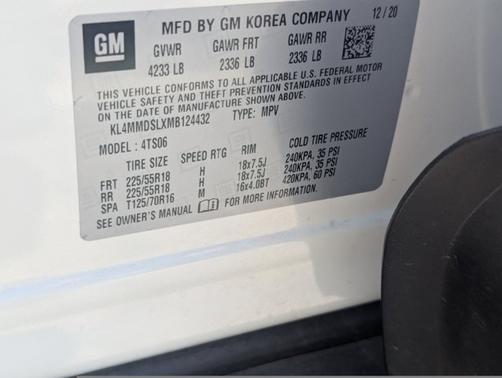 GM
MFD BY GM KOREA COMPANY 12/20
GVWR GAWR FRT GAWR RR
4233 LB 2336 LB 2336 LB
THIS VEHICLE CONFORMS TO ALL APPLICABLE U.S. FEDERAL MOTOR
VEHICLE SAFETY AND THEFT PREVENTION STANDARDS IN EFFECT
ON THE DATE OF MANUFACTURE SHOWN ABOVE.
KL4MMDSLXMB124432 TYPE: MPV
MODEL: 4TS06
TIRE SIZE SPEED RTG RIM COLD TIRE PRESSURE
FRT 225/55R18 H 18x7.5J 240KPA, 35 PSI
RR 225/55R18 H 18x7.5J 240KPA, 35 PSI
SPA T125/70R16 M 16x4.0BT 420KPA, 60 PSI
SEE OWNER'S MANUAL FOR MORE INFORMATION.